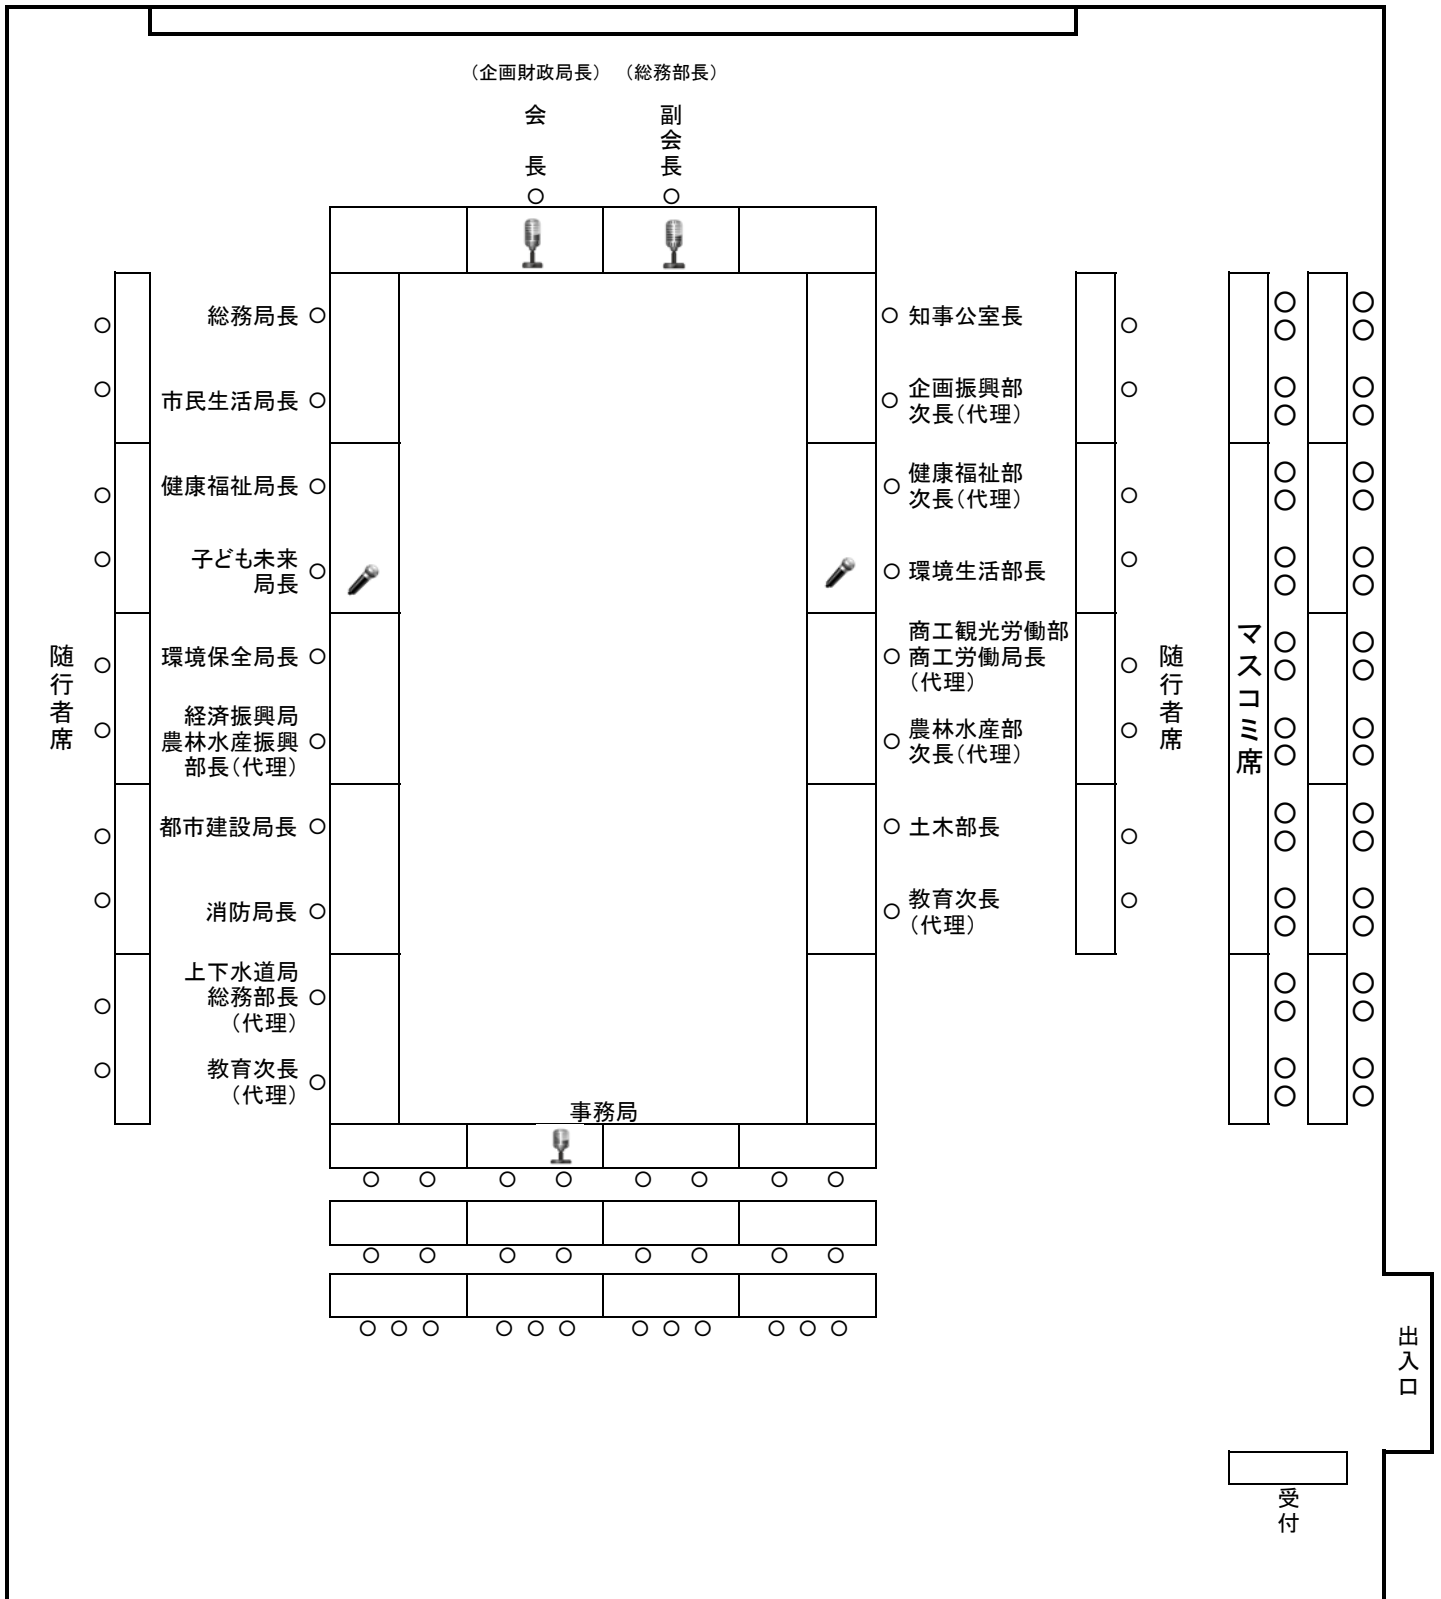 （企画財政局長）
（総務部長）
会長
副会長
総務局長
市民生活局長
健康福祉局長
子ども未来
局長
環境保全局長
経済振興局
農林水産振興
部長（代理）
都市建設局長
消防局長
上下水道局
総務部長
（代理）
教育次長
（代理）
随行者席
知事公室長
企画振興部
次長（代理）
健康福祉部
次長（代理）
環境生活部長
商工観光労働部
商工労働局長
（代理）
農林水産部
次長（代理）
土木部長
教育次長
（代理）
随行者席
マスコミ席
事務局
出入口
受付